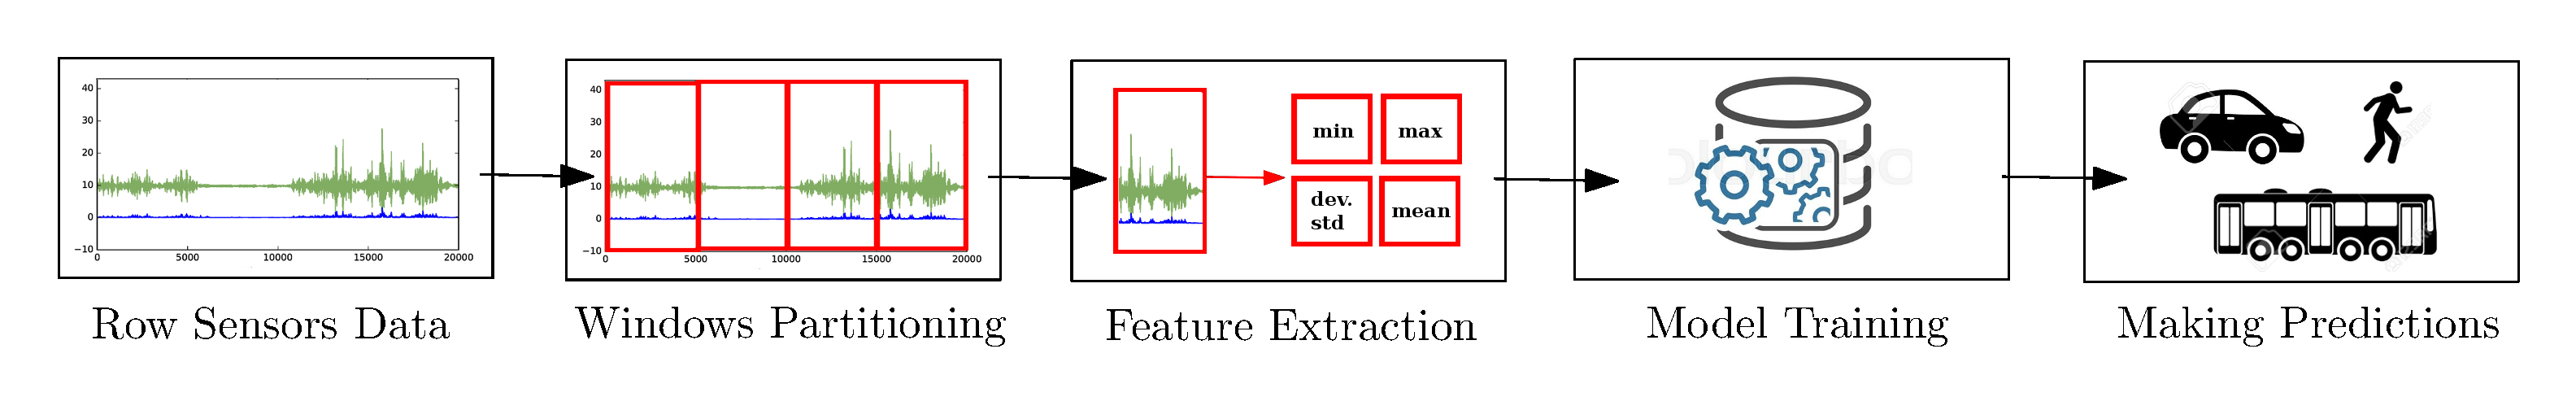 40
30
20
10
0
−10
0 5000 10000 15000 20000
40
30
20
10
0
−10
0 5000 10000 15000 20000
min max
dev.
std
mean
Row Sensors Data
Windows Partitioning
Feature Extraction
Model Training
Making Predictions